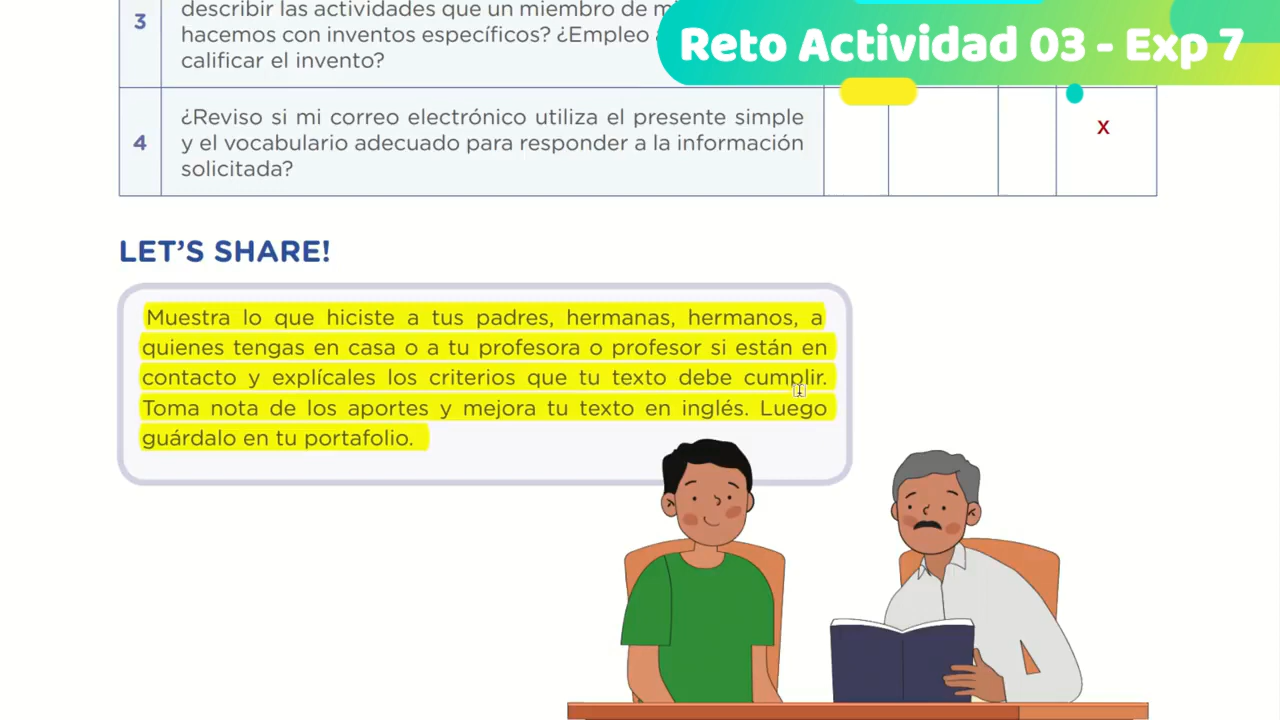 Reto Actividad 03 - Exp 7
3
describir las actividades que un miembro de
hacemos con inventos específicos? ¿Empleo
calificar el invento?
4
¿Reviso si mi correo electrónico utiliza el presente simple
y el vocabulario adecuado para responder a la información
solicitada?
x
LET'S SHARE!
Muestra lo que hiciste a tus padres, hermanas, hermanos, a
quienes tengas en casa o a tu profesora o profesor si están en
contacto y explícales los criterios que tu texto debe cumplir.
Toma nota de los aportes y mejora tu texto en inglés. Luego
guárdalo en tu portafolio.